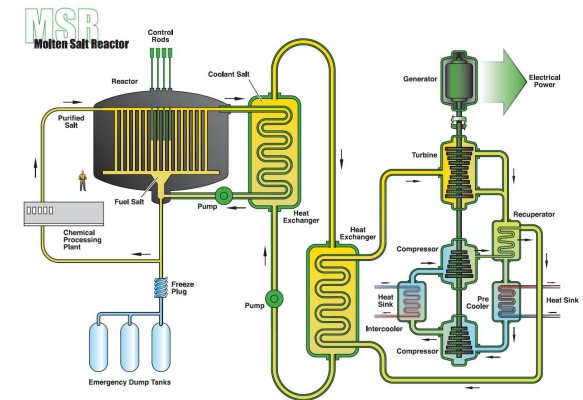 MSR
Molten Salt Reactor
Control
Rods
Reactor
Coolant Salt
Purified
Salt
Fuel Salt
Pump
Chemical
Processing
Plant
Freeze
Plug
Emergency Dump Tanks
Heat
Exchanger
Pump
Heat
Exchanger
Generator
Electrical
Power
Turbine
Recuperator
Compressor
Heat
Sink
Intercooler
Pre
Cooler
Heat Sink
Compressor